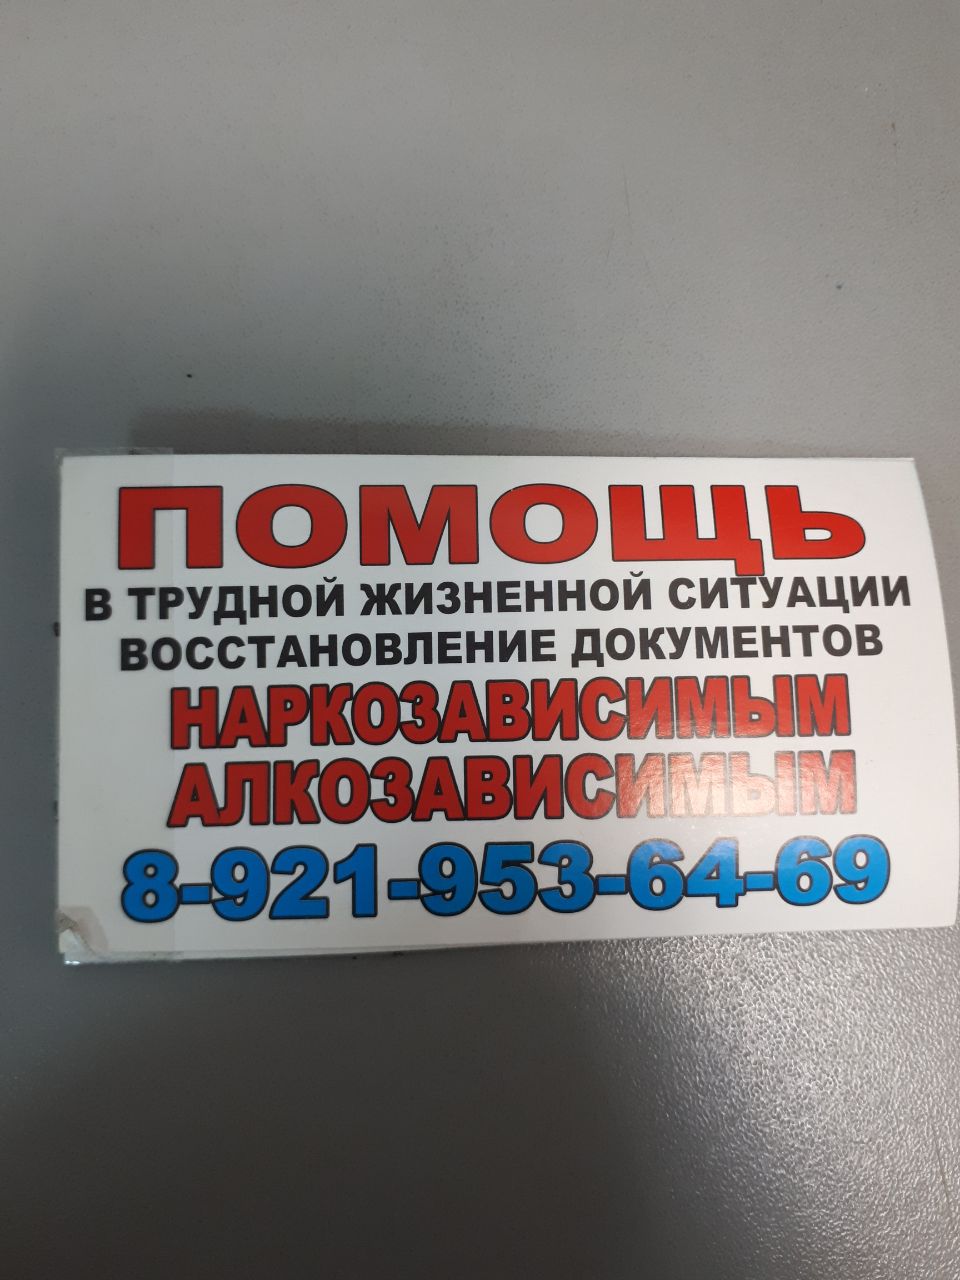 ПОМОЩЬ
В ТРУДНОЙ ЖИЗНЕННОЙ СИТУАЦИИ
ВОССТАНОВЛЕНИЕ ДОКУМЕНТОВ
НАРКОЗАВИСИМЫМ
АЛКОЗАВИСИМЫМ
8-921-953-64-69